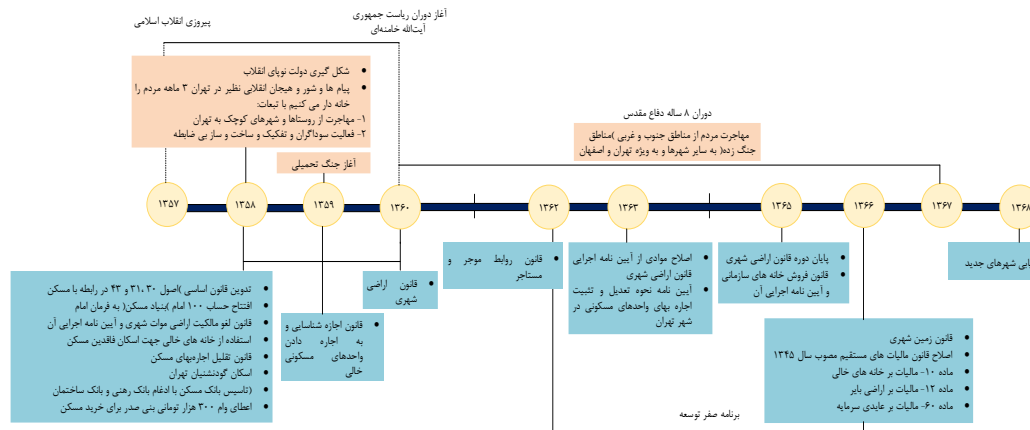 پیروزی انقلاب اسلامی
آغاز دوران ریاست جمهوری
آیت‌الله خامنه‌ای
شکل گیری دولت نوپای انقلاب
پیام ها و شور و هیجان انقلابی نظیر در تهران ۳ ماهه مردم را
خانه دار می کنیم با تبعات:
۱- مهاجرت از روستاها و شهرهای کوچک به تهران
۲- فعالیت سوداگران و تفکیک و ساخت و ساز بی ضابطه
آغاز جنگ تحمیلی
دوران ۸ ساله دفاع مقدس
مهاجرت مردم از مناطق جنوب و غربی )مناطق
جنگ زده( به سایر شهرها و به ویژه تهران و اصفهان
۱۳۵۷
۱۳۵۸
۱۳۵۹
۱۳۶۰
۱۳۶۲
۱۳۶۳
۱۳۶۵
۱۳۶۶
۱۳۶۷
۱۳۶۸
تدوین قانون اساسی )اصول ۳۰ ،۳۱ و ۴۳ در رابطه با مسکن
افتتاح حساب ۱۰۰ امام )بنیاد مسکن( به فرمان امام
قانون لغو مالکیت اراضی موات شهری و آیین نامه اجرایی آن
استفاده از خانه های خالی جهت اسکان فاقدین مسکن
قانون تقلیل اجاره‌بهای مسکن
اسکان گودنشنیان تهران
(تاسیس بانک مسکن با ادغام بانک رهنی و بانک ساختمان
اعطای وام ۳۰۰ هزار تومانی بنی صدر برای خرید مسکن
قانون اجازه شناسایی و
به اجاره دادن
واحدهای مسکونی
خالی
قانون اراضی
شهری
قانون روابط موجر و
مستاجر
اصلاح موادی از آیین نامه اجرایی
قانون اراضی شهری
آیین نامه نحوه تعدیل و تثبیت
اجاره بهای واحدهای مسکونی در
شهر تهران
پایان دوره قانون اراضی شهری
قانون فروش خانه های سازمانی
و آیین نامه اجرایی آن
قانون زمین شهری
اصلاح قانون مالیات های مستقیم مصوب سال ۱۳۴۵
ماده ۱۰- مالیات بر خانه های خالی
ماده ۱۲- مالیات بر اراضی بایر
ماده ۶۰- مالیات بر عایدی سرمایه
شهرهای جدید
برنامه صفر توسعه